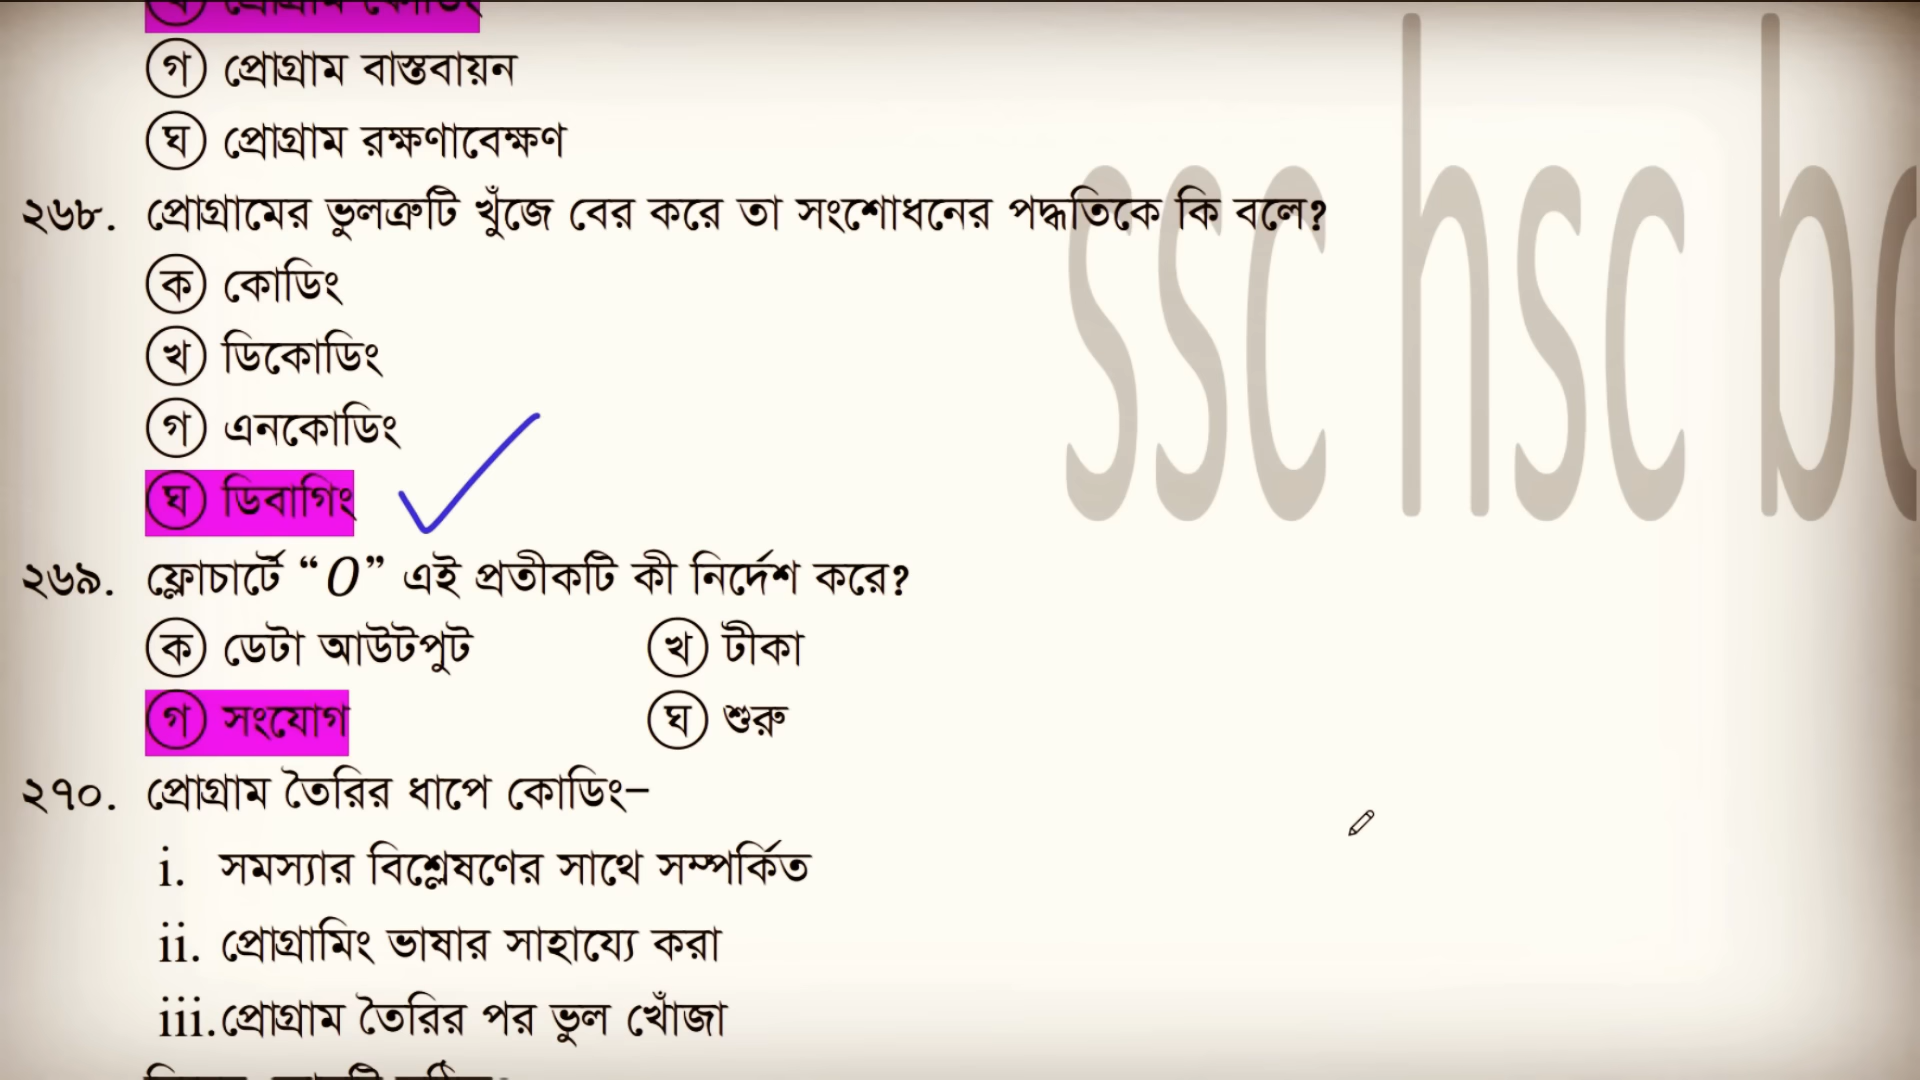 গ প্রোগ্রাম বাস্তবায়ন
ঘ প্রোগ্রাম রক্ষণাবেক্ষণ
২৬৮. প্রোগ্রামের ভুলত্রুটি খুঁজে বের করে তা সংশোধনের পদ্ধতিকে কি বলে?
ক কোডিং
খ ডিকোডিং
গ এনকোডিং
ঘ ডিবাগিং
২৬৯. ফ্লোচার্টে “O” এই প্রতীকটি কী নির্দেশ করে?
ক ডেটা আউটপুট খ টীকা
গ সংযোগ ঘ শুরু
২৭০. প্রোগ্রাম তৈরির ধাপে কোডিং–
i. সমস্যার বিশ্লেষণের সাথে সম্পর্কিত
ii. প্রোগ্রামিং ভাষার সাহায্যে করা
iii. প্রোগ্রাম তৈরির পর ভুল খোঁজা
ssc hsc